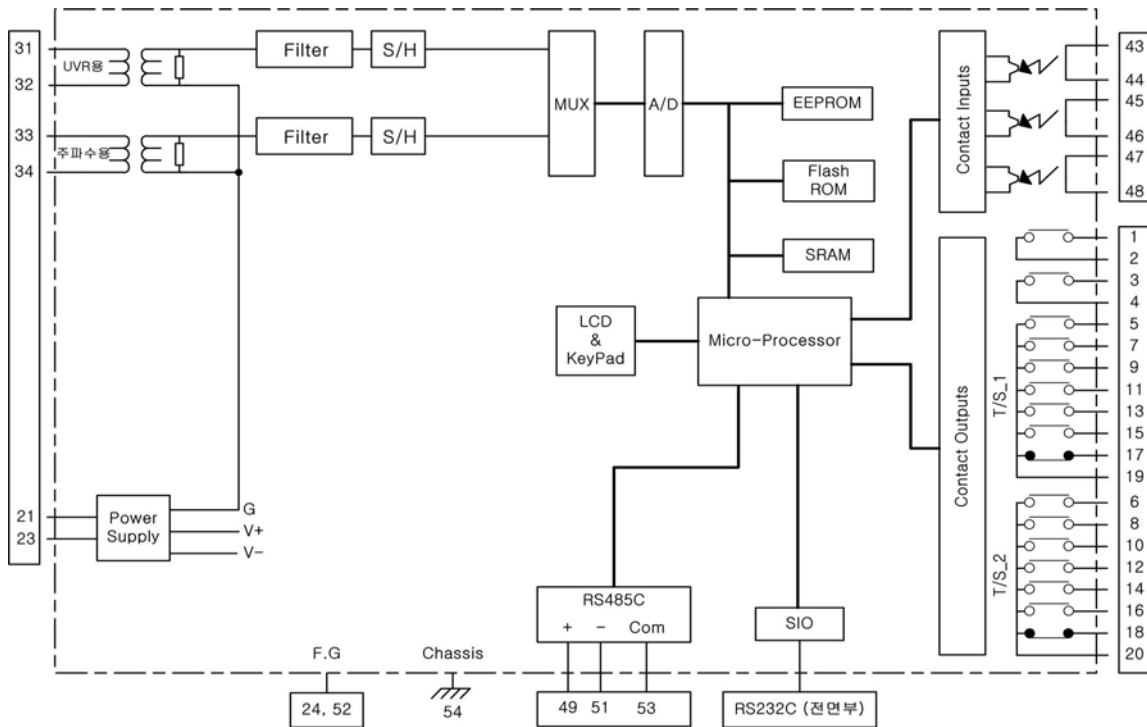 31
UVR용
32
33
주파수용
34
Filter
S/H
Filter
S/H
MUX
A/D
EEPROM
Flash
ROM
SRAM
LCD
&
KeyPad
Micro-Processor
Contact Inputs
43
44
45
46
47
48
Contact Outputs
T/S_1
T/S_2
1
2
3
4
5
7
9
11
13
15
17
19
6
8
10
12
14
16
18
20
21
23
Power
Supply
G
V+
V-
RS485C
+ - Com
SIO
F.G
Chassis
24, 52
54
49 51 53
RS232C (전면부)